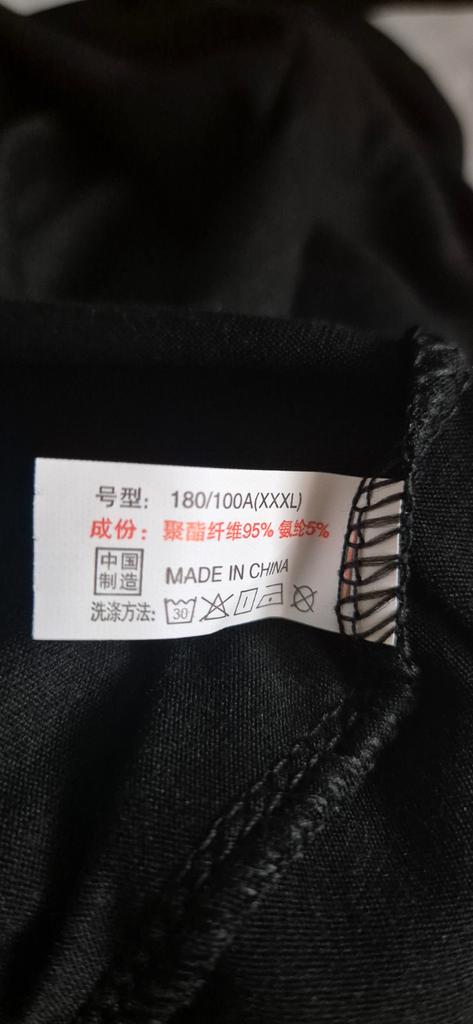 号型: 180/100A(XXXL)
成份: 聚酯纤维95% 氨纶5%
中国
制造
MADE IN CHINA
洗涤方法: 30